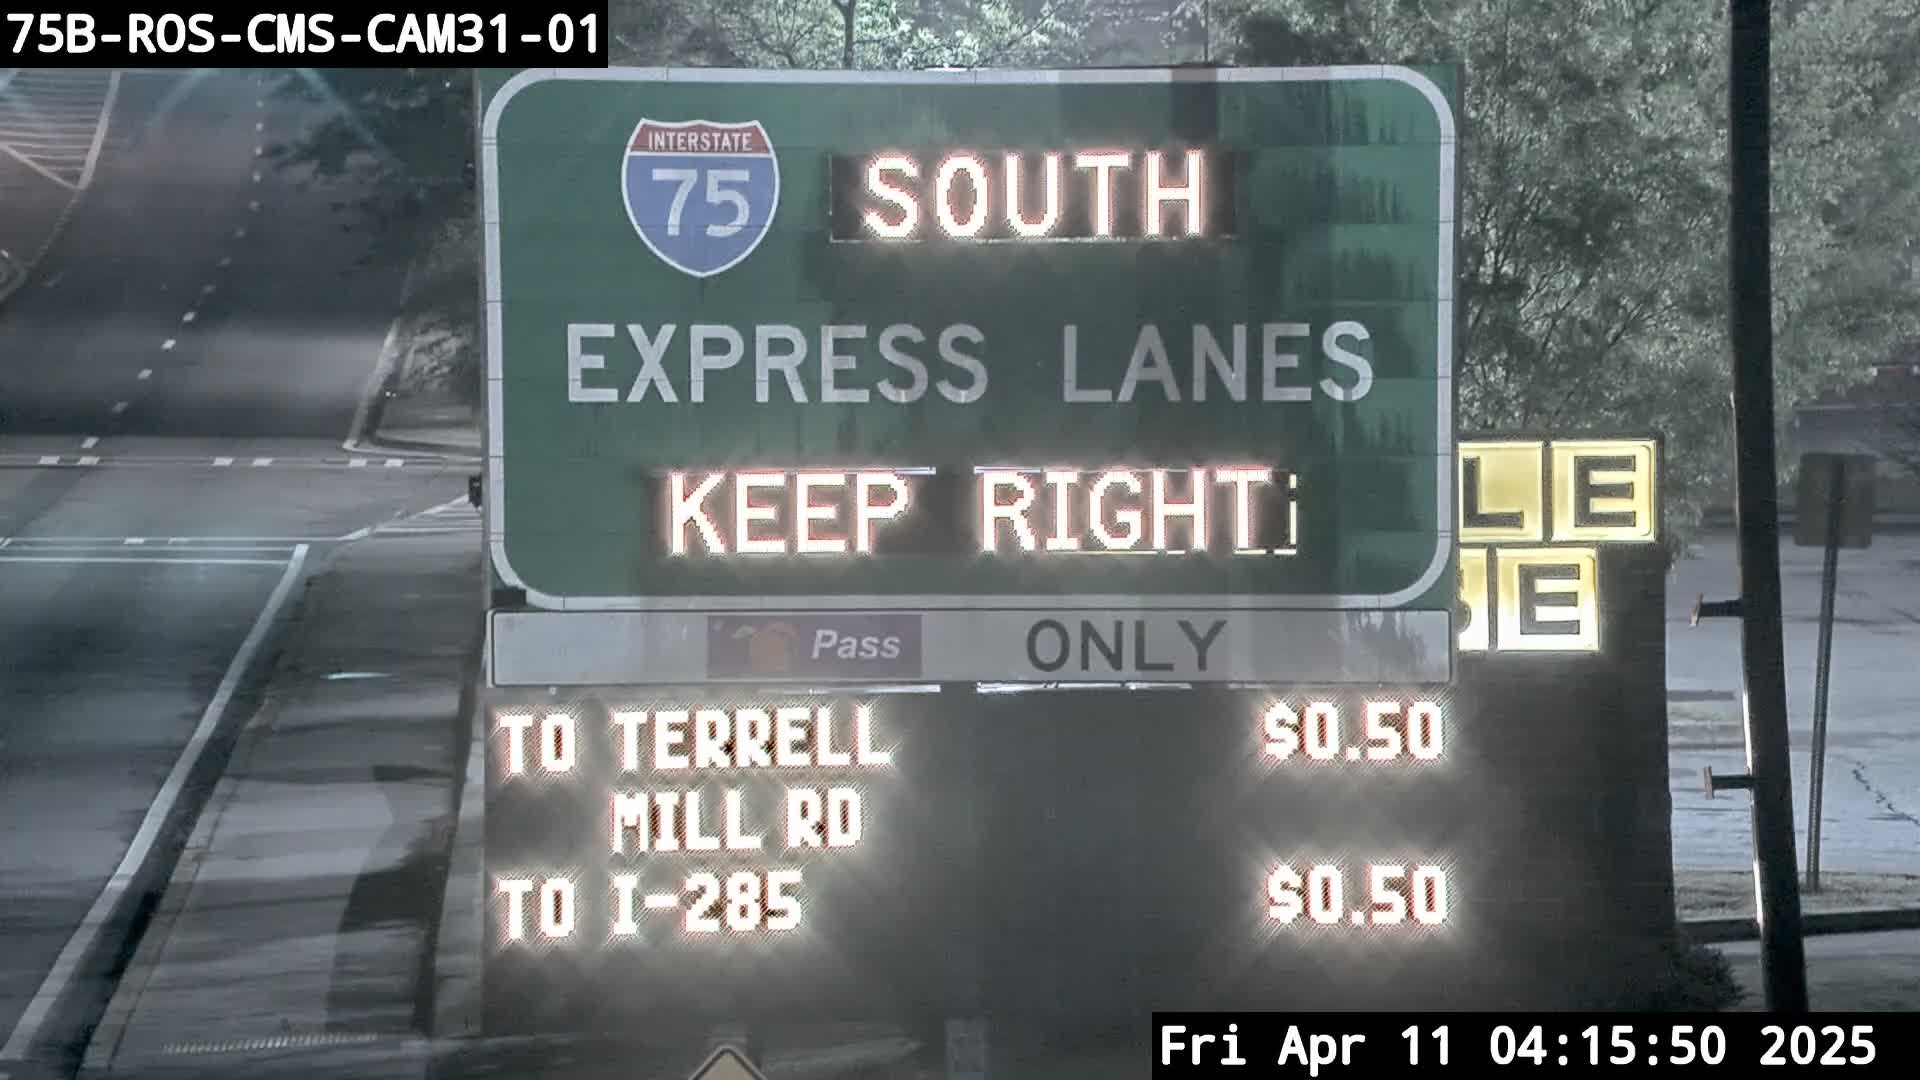 75B-ROS-CMS-CAM31-01
INTERSTATE
75
SOUTH
EXPRESS LANES
KEEP RIGHT
Pass ONLY
TO TERRELL $0.50
MILL RD
TO I-285 $0.50
LE
E
Fri Apr 11 04:15:50 2025